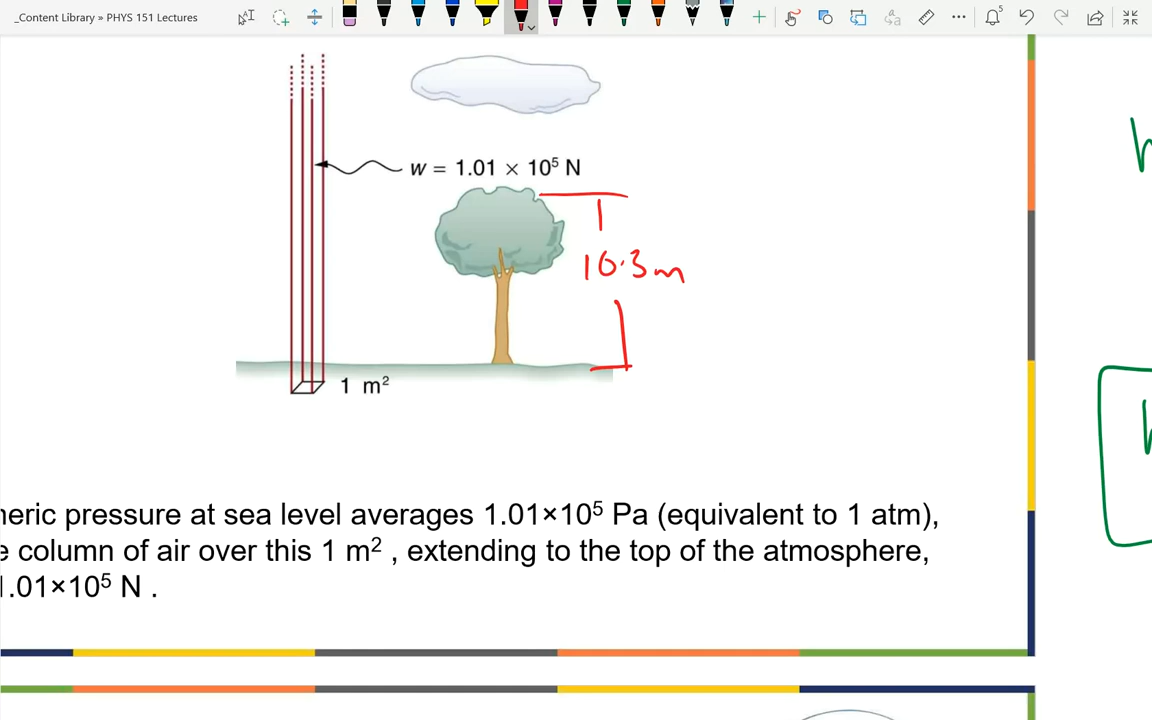 _Content Library » PHYS 151 Lectures
w = 1.01 × 10⁵ N
10.3m
1 m²
neric pressure at sea level averages 1.01×10⁵ Pa (equivalent to 1 atm),
e column of air over this 1 m² , extending to the top of the atmosphere,
1.01×10⁵ N .